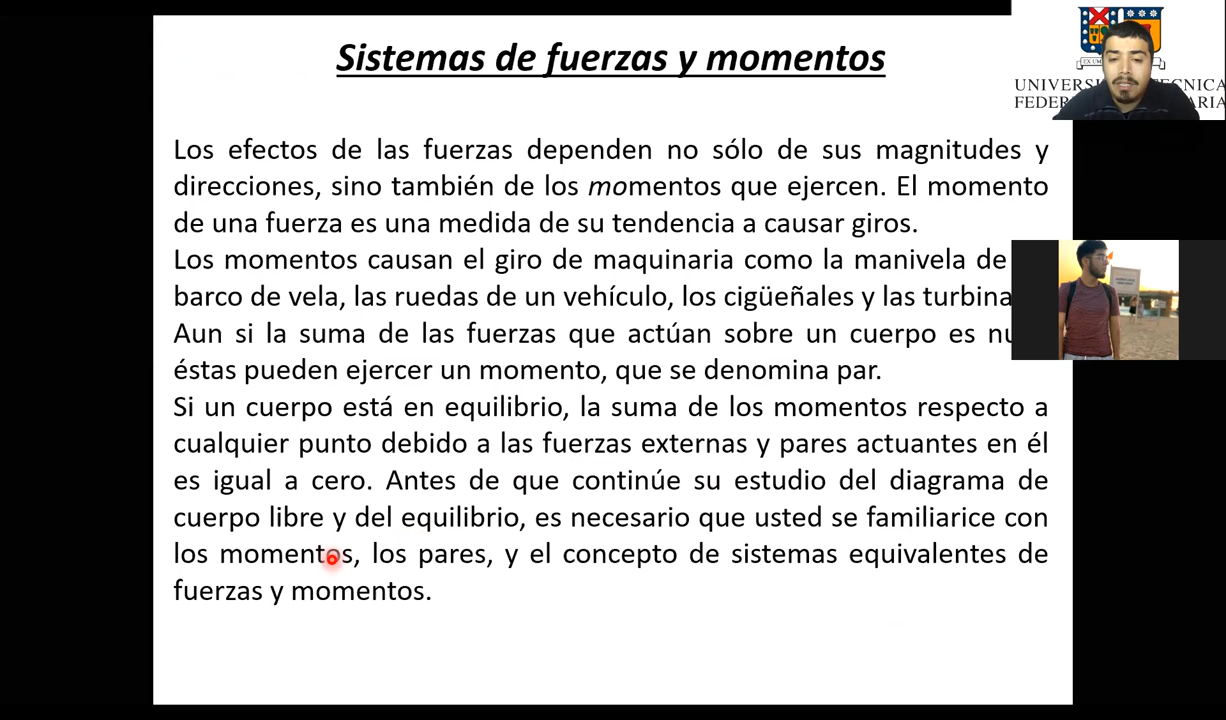 Sistemas de fuerzas y momentos
Los efectos de las fuerzas dependen no sólo de sus magnitudes y
direcciones, sino también de los momentos que ejercen. El momento
de una fuerza es una medida de su tendencia a causar giros.
Los momentos causan el giro de maquinaria como la manivela de
barco de vela, las ruedas de un vehículo, los cigüeñales y las turbina
Aun si la suma de las fuerzas que actúan sobre un cuerpo es nu
éstas pueden ejercer un momento, que se denomina par.
Si un cuerpo está en equilibrio, la suma de los momentos respecto a
cualquier punto debido a las fuerzas externas y pares actuantes en él
es igual a cero. Antes de que continúe su estudio del diagrama de
cuerpo libre y del equilibrio, es necesario que usted se familiarice con
los momentos, los pares, y el concepto de sistemas equivalentes de
fuerzas y momentos.
UNIVERSI TÉCNICA
FEDER ARIA